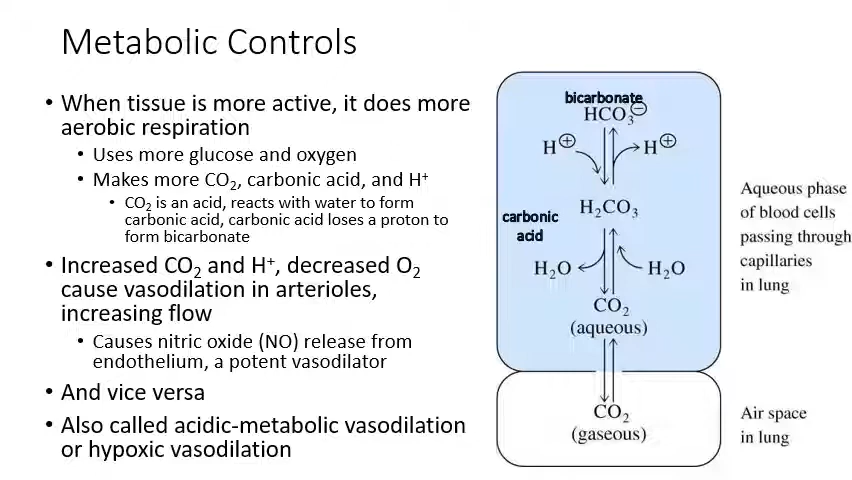 Metabolic Controls
• When tissue is more active, it does more
aerobic respiration
• Uses more glucose and oxygen
• Makes more CO₂, carbonic acid, and H⁺
• CO₂ is an acid, reacts with water to form
carbonic acid, carbonic acid loses a proton to
form bicarbonate
• Increased CO₂ and H⁺, decreased O₂
cause vasodilation in arterioles,
increasing flow
• Causes nitric oxide (NO) release from
endothelium, a potent vasodilator
• And vice versa
• Also called acidic-metabolic vasodilation
or hypoxic vasodilation
bicarbonate
HCO₃⊖
H⊕ H⊕
carbonic
acid
H₂CO₃
H₂O H₂O
CO₂
(aqueous)
CO₂
(gaseous)
Aqueous phase
of blood cells
passing through
capillaries
in lung
Air space
in lung